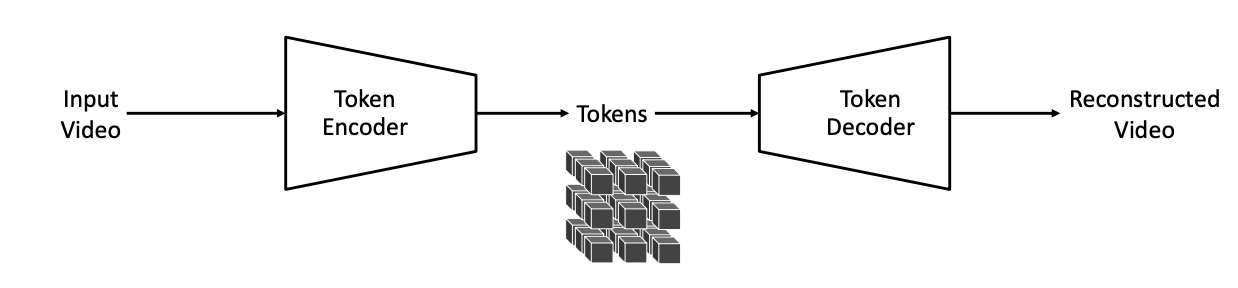 Input
Video
Token
Encoder
Tokens
Token
Decoder
Reconstructed
Video